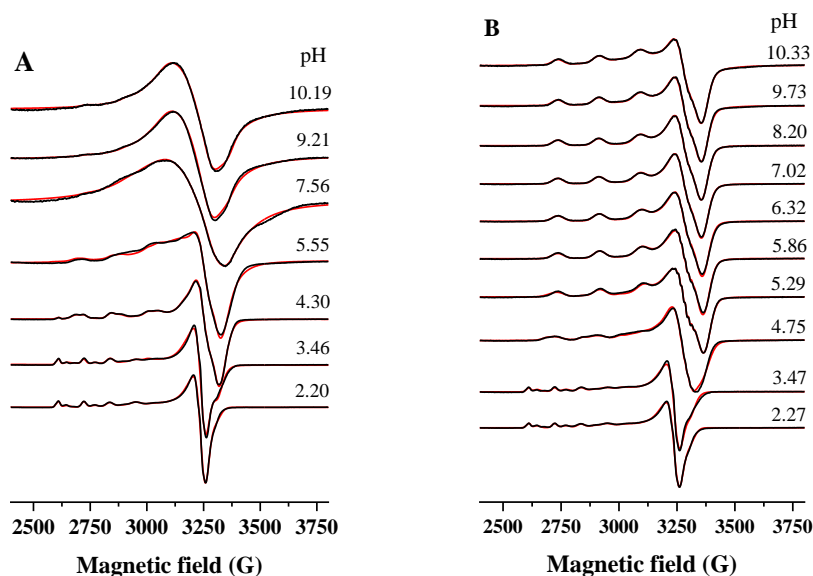 A
pH
10.19
9.21
7.56
5.55
4.30
3.46
2.20
2500 2750 3000 3250 3500 3750
Magnetic field (G)
B
pH
10.33
9.73
8.20
7.02
6.32
5.86
5.29
4.75
3.47
2.27
2500 2750 3000 3250 3500 3750
Magnetic field (G)